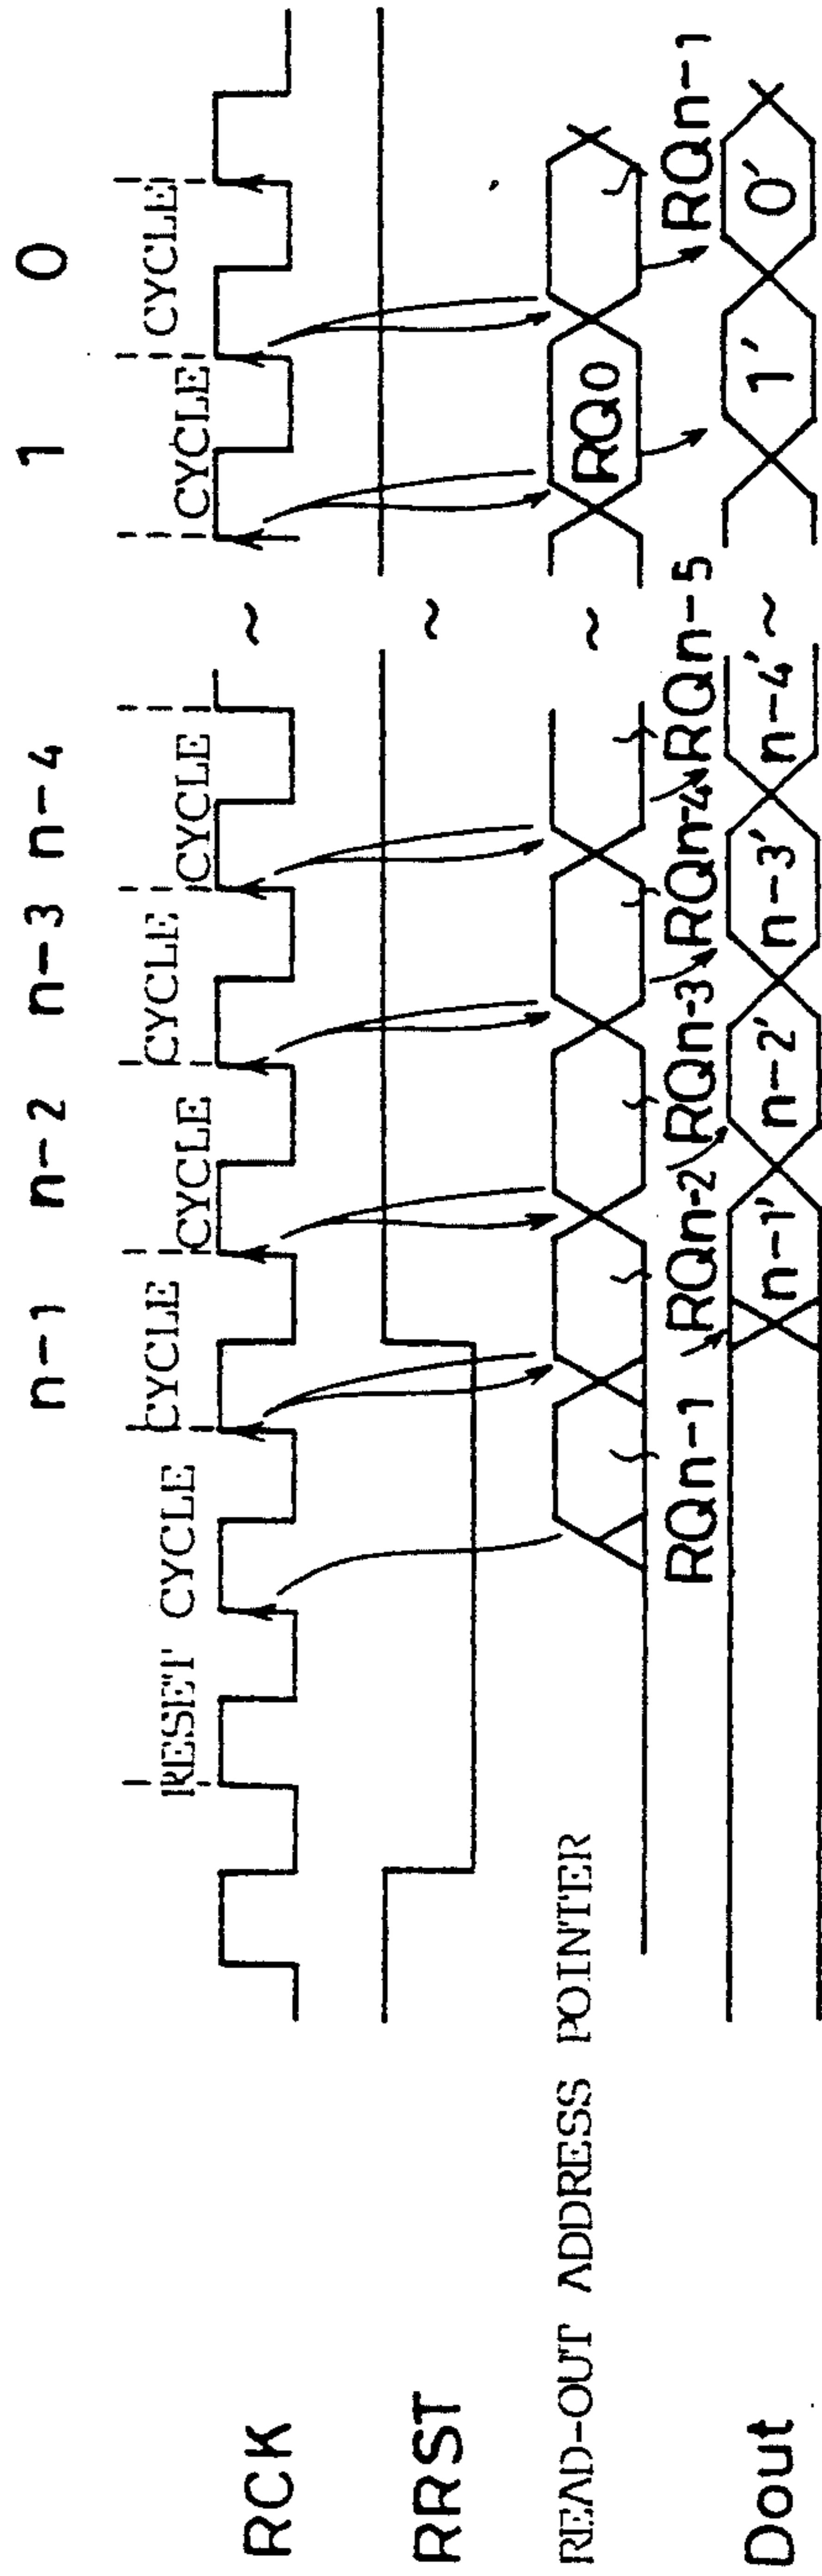 n-1 n-2 n-3 n-4 1 0
RESET CYCLE CYCLE CYCLE CYCLE CYCLE CYCLE CYCLE
RCK
~
RRST
~
READ-OUT ADDRESS POINTER
RQ0
~
RQn-1 RQn-2 RQn-3 RQn-4 RQn-5 RQn-1
Dout
n-1' n-2' n-3' n-4' ~ 1' 0'